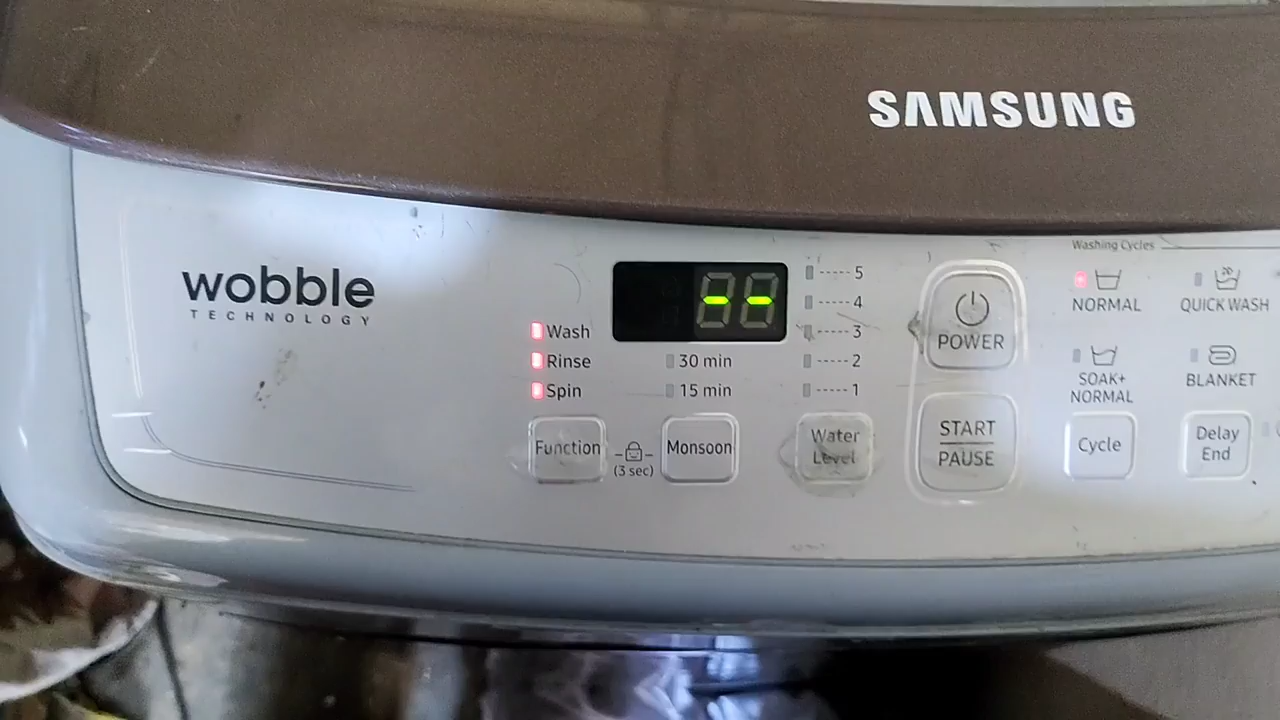 SAMSUNG
Washing Cycles
wobble
TECHNOLOGY
--
5
4
3
2
1
Wash
Rinse
Spin
30 min
15 min
POWER
START
PAUSE
NORMAL
QUICK WASH
SOAK+
NORMAL
BLANKET
Function
(3 sec)
Monsoon
Water
Level
Cycle
Delay
End